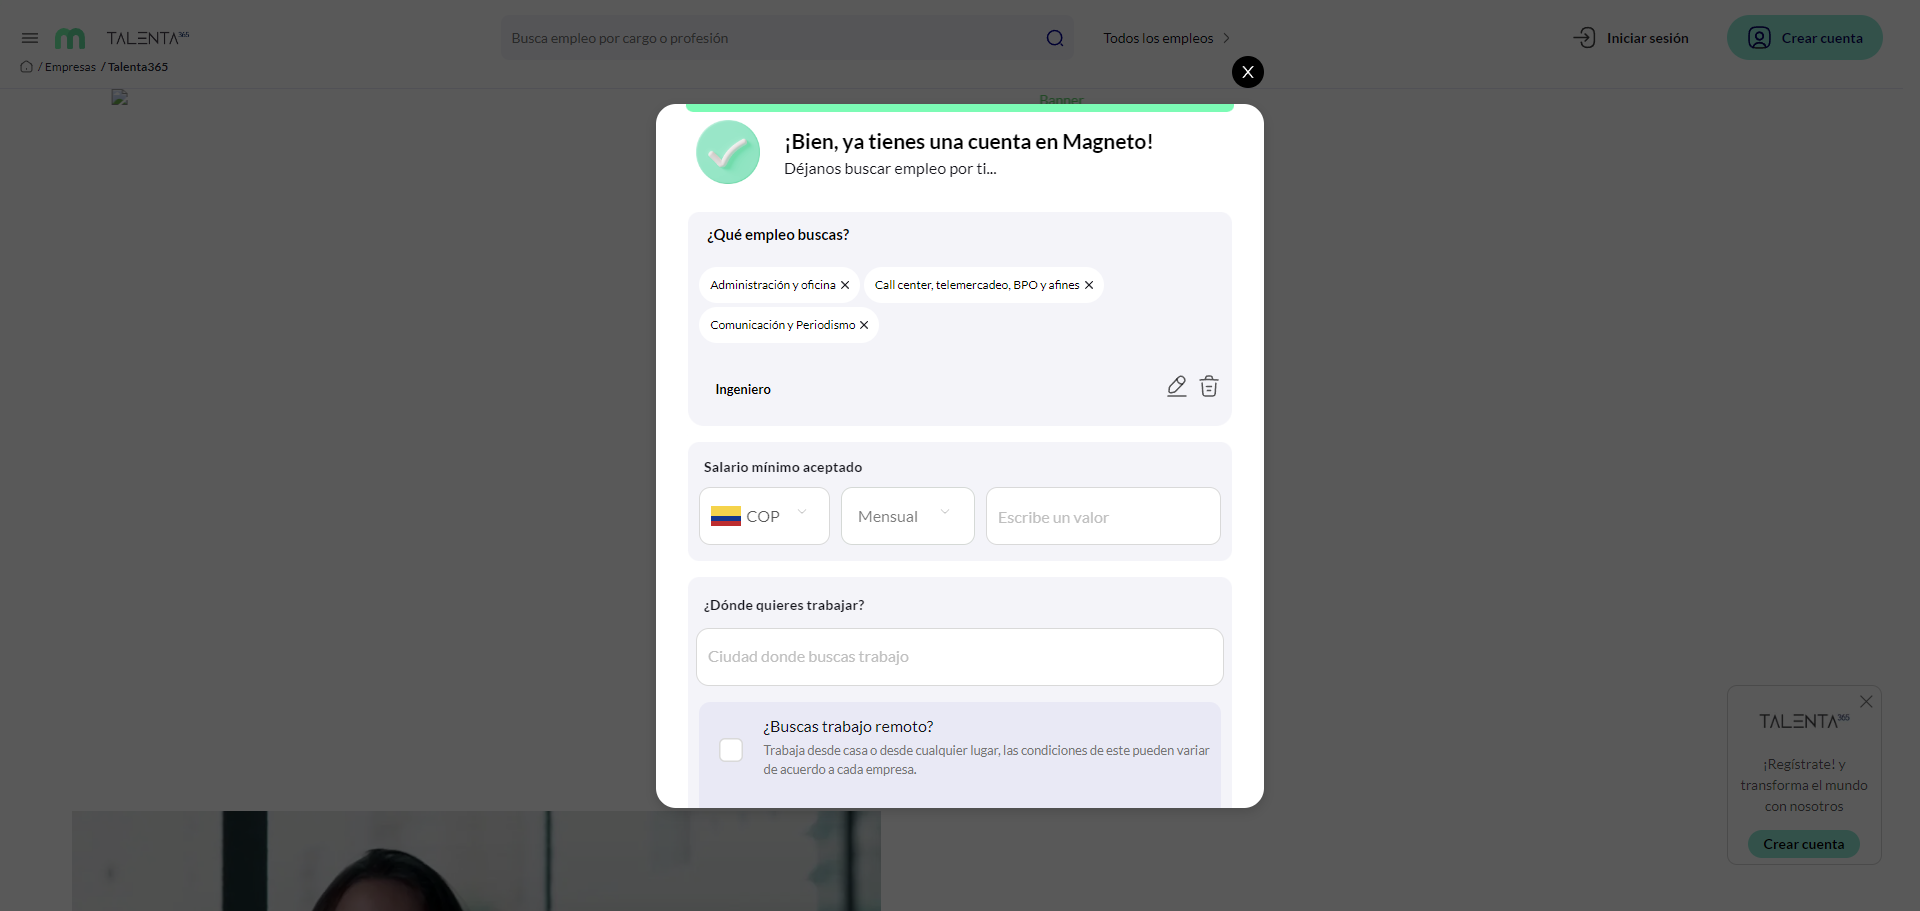 TALENTA365
Busca empleo por cargo o profesión
Todos los empleos
Iniciar sesión
Crear cuenta
/ Empresas / Talenta365
X
Banner
¡Bien, ya tienes una cuenta en Magneto!
Déjanos buscar empleo por ti...
¿Qué empleo buscas?
Administración y oficina
Call center, telemercadeo, BPO y afines
Comunicación y Periodismo
Ingeniero
Salario mínimo aceptado
COP
Mensual
Escribe un valor
¿Dónde quieres trabajar?
Ciudad donde buscas trabajo
¿Buscas trabajo remoto?
Trabaja desde casa o desde cualquier lugar, las condiciones de este pueden variar
de acuerdo a cada empresa.
TALENTA365
¡Regístrate! y
transforma el mundo
con nosotros
Crear cuenta